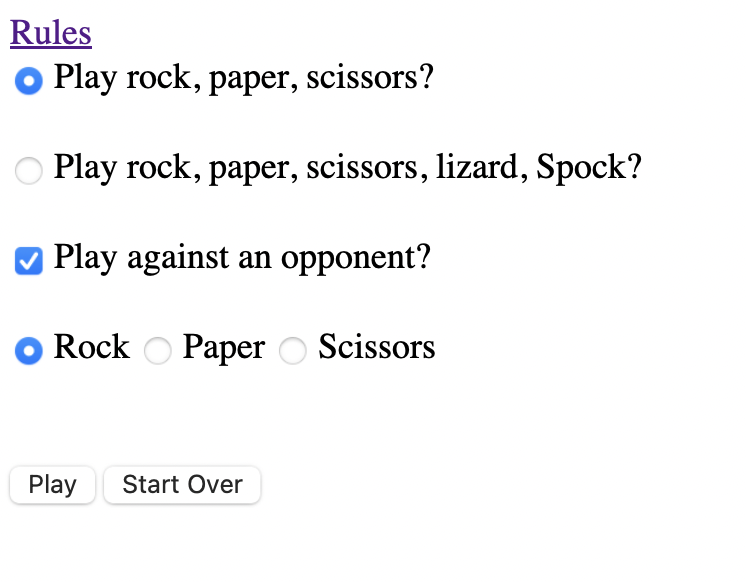 Rules
Play rock, paper, scissors?
Play rock, paper, scissors, lizard, Spock?
Play against an opponent?
Rock Paper Scissors
Play Start Over